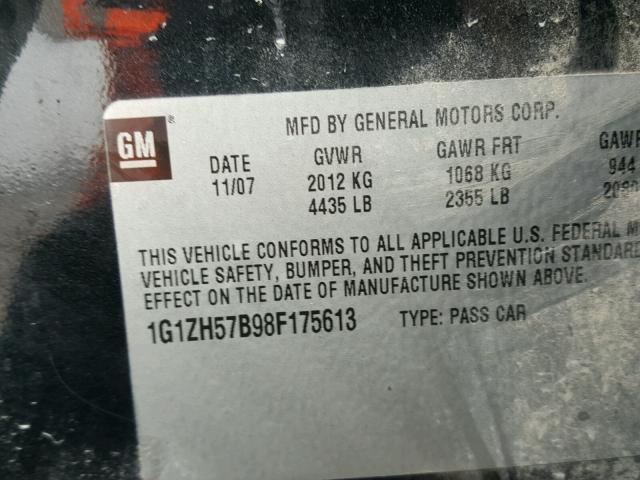 GM ®
MFD BY GENERAL MOTORS CORP.
DATE GVWR GAWR FRT GAWR
11/07 2012 KG 1068 KG 944
4435 LB 2355 LB
THIS VEHICLE CONFORMS TO ALL APPLICABLE U.S. FEDERAL M
VEHICLE SAFETY, BUMPER, AND THEFT PREVENTION STANDARD
EFFECT ON THE DATE OF MANUFACTURE SHOWN ABOVE.
1G1ZH57B98F175613 TYPE: PASS CAR